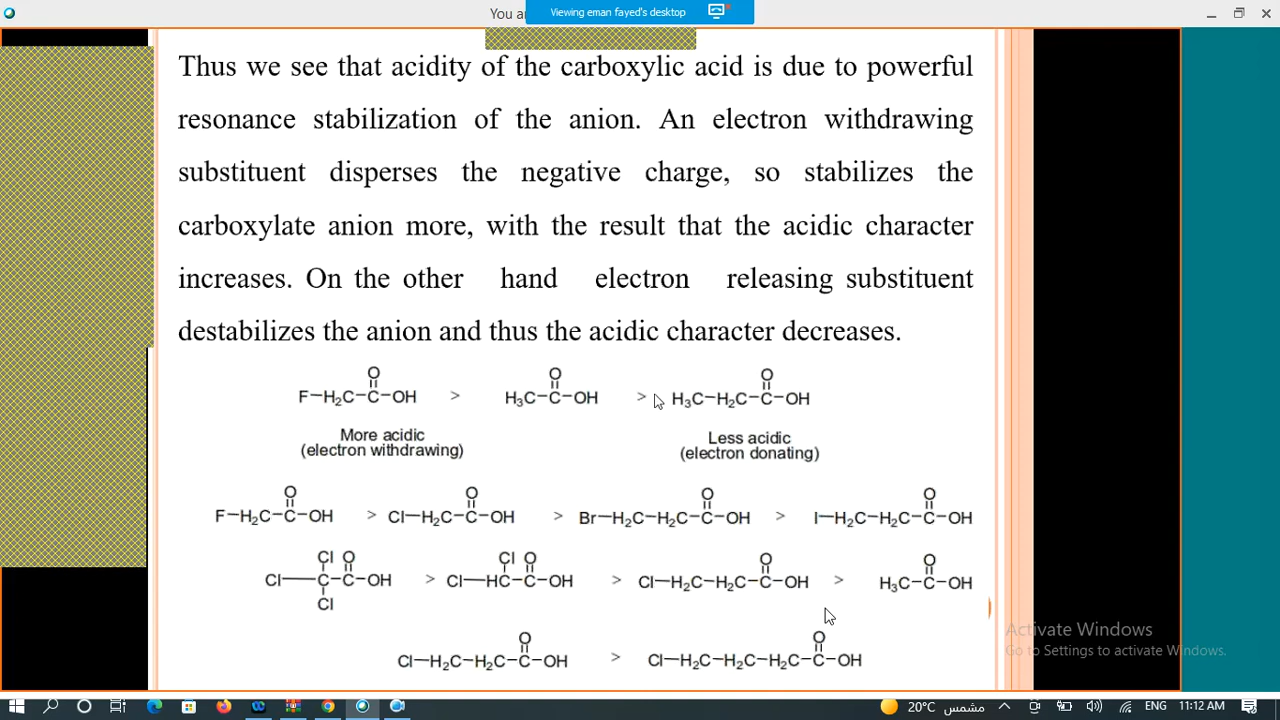 You a
Viewing eman fayed's desktop
Thus we see that acidity of the carboxylic acid is due to powerful
resonance stabilization of the anion. An electron withdrawing
substituent disperses the negative charge, so stabilizes the
carboxylate anion more, with the result that the acidic character
increases. On the other hand electron releasing substituent
destabilizes the anion and thus the acidic character decreases.
O O O
F–H₂C–C–OH > H₃C–C–OH > H₃C–H₂C–C–OH
More acidic Less acidic
(electron withdrawing) (electron donating)
O O O O
F–H₂C–C–OH > Cl–H₂C–C–OH > Br–H₂C–H₂C–C–OH > I–H₂C–H₂C–C–OH
Cl O Cl O O O
Cl–C–C–OH > Cl–HC–C–OH > Cl–H₂C–H₂C–C–OH > H₃C–C–OH
Cl
O O
Cl–H₂C–H₂C–C–OH > Cl–H₂C–H₂C–H₂C–C–OH
Activate Windows
Go to Settings to activate Windows.
20°C مشمس ENG 11:12 AM